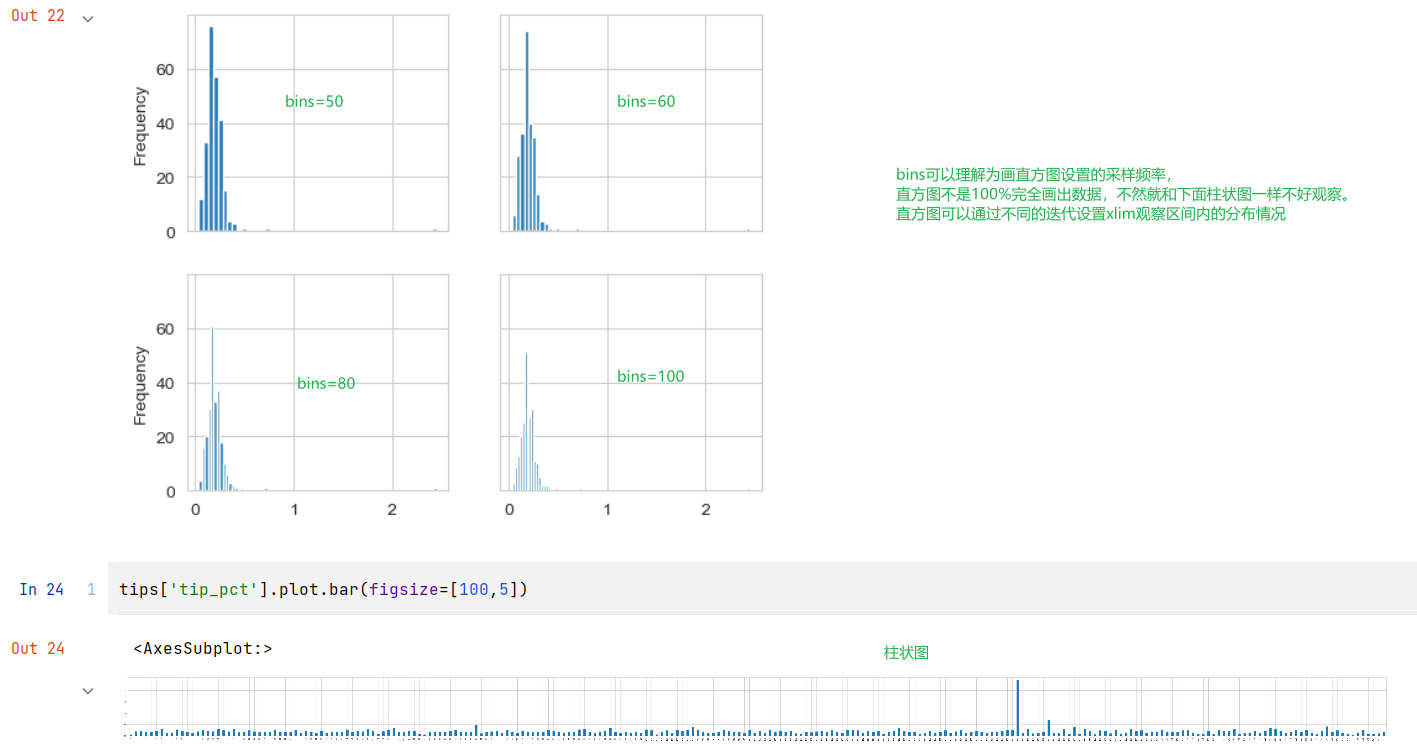 Out 22
Frequency
60
40
20
0
bins=50
bins=60
bins可以理解为画直方图设置的采样频率，
直方图不是100%完全画出数据，不然就和下面柱状图一样不好观察。
直方图可以通过不同的迭代设置xlim观察区间内的分布情况
Frequency
60
40
20
0
bins=80
bins=100
0 1 2
0 1 2
In 24 1 tips['tip_pct'].plot.bar(figsize=[100,5])
Out 24 <AxesSubplot:>
柱状图